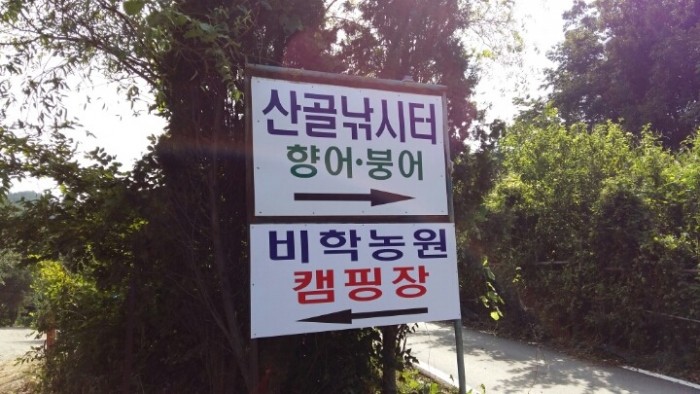 산골낚시터
향어·붕어
비학농원
캠핑장